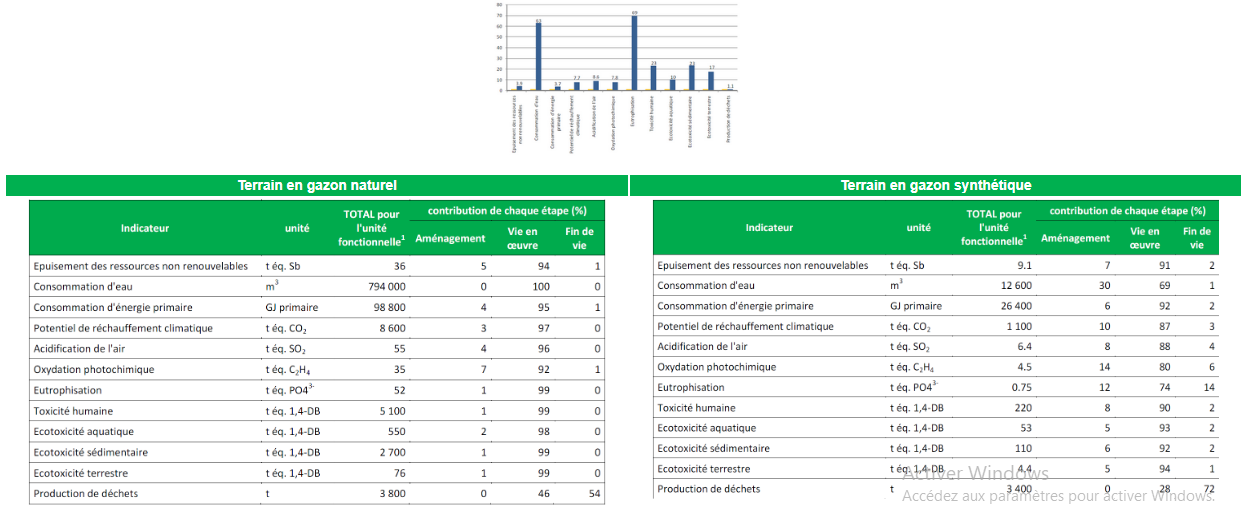 80
70
60
50
40
30
20
10
0
3.9
63
3.7
7.7
8.6
7.8
69
23
10
23
17
1.1
Epuisement des ressources
non renouvelables
Consommation d'eau
Consommation d'énergie
primaire
Potentiel de réchauffement
climatique
Acidification de l'air
Oxydation photochimique
Eutrophisation
Toxicité humaine
Ecotoxicité aquatique
Ecotoxicité sédimentaire
Ecotoxicité terrestre
Production de déchets
Terrain en gazon naturel
Indicateur unité TOTAL pour l'unité fonctionnelle¹ contribution de chaque étape (%)
Aménagement Vie en œuvre Fin de vie
Epuisement des ressources non renouvelables t éq. Sb 36 5 94 1
Consommation d'eau m³ 794 000 0 100 0
Consommation d'énergie primaire GJ primaire 98 800 4 95 1
Potentiel de réchauffement climatique t éq. CO₂ 8 600 3 97 0
Acidification de l'air t éq. SO₂ 55 4 96 0
Oxydation photochimique t éq. C₂H₄ 35 7 92 1
Eutrophisation t éq. PO4³⁻ 52 1 99 0
Toxicité humaine t éq. 1,4-DB 5 100 1 99 0
Ecotoxicité aquatique t éq. 1,4-DB 550 2 98 0
Ecotoxicité sédimentaire t éq. 1,4-DB 2 700 1 99 0
Ecotoxicité terrestre t éq. 1,4-DB 76 1 99 0
Production de déchets t 3 800 0 46 54
Terrain en gazon synthétique
Indicateur unité TOTAL pour l'unité fonctionnelle¹ contribution de chaque étape (%)
Aménagement Vie en œuvre Fin de vie
Epuisement des ressources non renouvelables t éq. Sb 9.1 7 91 2
Consommation d'eau m³ 12 600 30 69 1
Consommation d'énergie primaire GJ primaire 26 400 6 92 2
Potentiel de réchauffement climatique t éq. CO₂ 1 100 10 87 3
Acidification de l'air t éq. SO₂ 6.4 8 88 4
Oxydation photochimique t éq. C₂H₄ 4.5 14 80 6
Eutrophisation t éq. PO4³⁻ 0.75 12 74 14
Toxicité humaine t éq. 1,4-DB 220 8 90 2
Ecotoxicité aquatique t éq. 1,4-DB 53 5 93 2
Ecotoxicité sédimentaire t éq. 1,4-DB 110 6 92 2
Ecotoxicité terrestre t éq. 1,4-DB 4.4 5 94 1
Production de déchets t 3 400 0 28 72
Activer Windows
Accédez aux paramètres pour activer Windows.